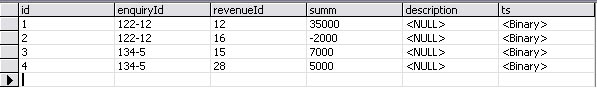 id enquiryId revenueId summ description ts
1 122-12 12 35000 <NULL> <Binary>
2 122-12 16 -2000 <NULL> <Binary>
3 134-5 15 7000 <NULL> <Binary>
4 134-5 28 5000 <NULL> <Binary>